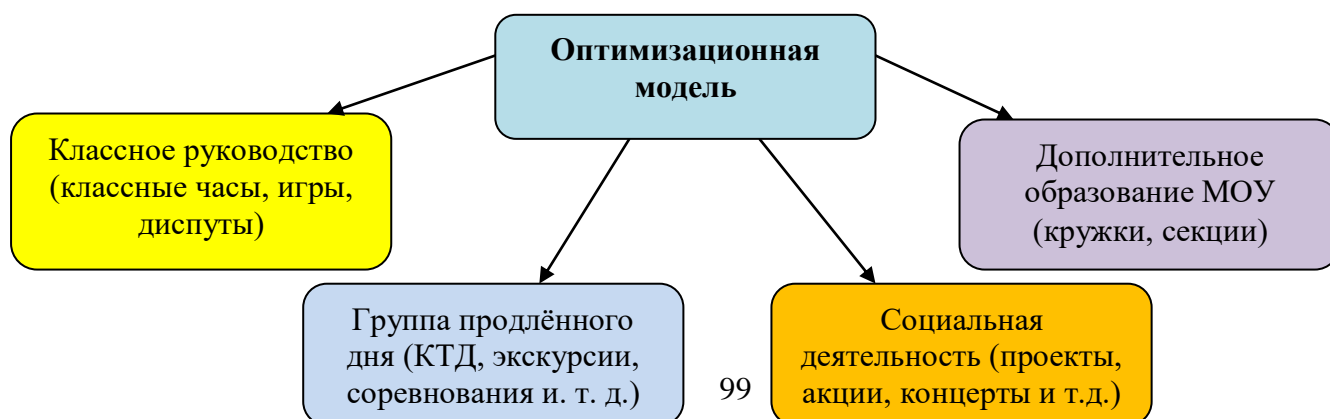 Оптимизационная
модель
Классное руководство
(классные часы, игры,
диспуты)
Дополнительное
образование МОУ
(кружки, секции)
Группа продлённого
дня (КТД, экскурсии,
соревнования и. т. д.)
Социальная
деятельность (проекты,
акции, концерты и т.д.)
99